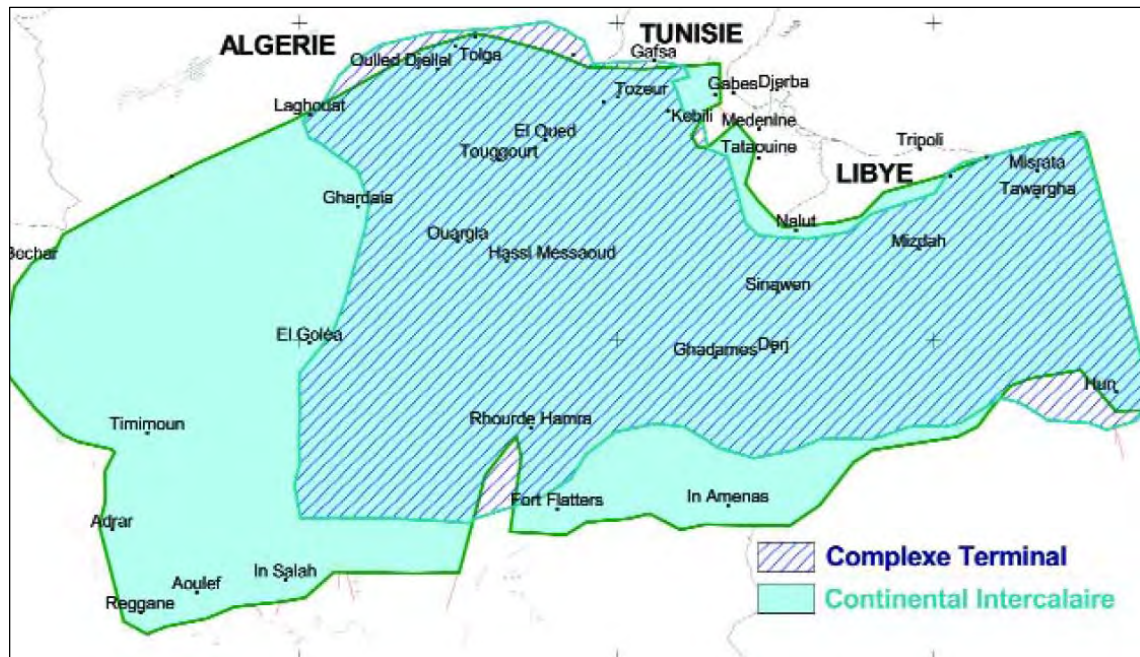 ALGERIE
TUNISIE
Gafsa
Oulled Djellel
Tolga
Laghouat
Tozeur
Gabes
Djerba
Kebili
Medenine
El Oued
Touggourt
Tataouine
Tripoli
LIBYE
Misrata
Tawargha
Ghardaia
Nalut
Ouargla
Hassi Messaoud
Mizdah
Bechar
Sinawen
El Goléa
Ghadames
Derj
Hun
Rhourde Hamra
Timimoun
Fort Flatters
In Amenas
Adrar
In Salah
Aoulef
Reggane
Complexe Terminal
Continental Intercalaire